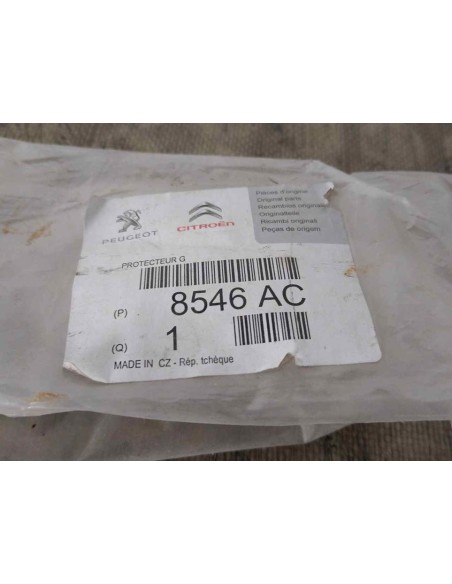 PEUGEOT
CITROËN
Pièces d'origine
Original parts
Recambios originales
Originalteile
Ricambi originali
Peças de origem
PROTECTEUR G
(P) 8546 AC
(Q) 1
MADE IN CZ - Rép. tchèque